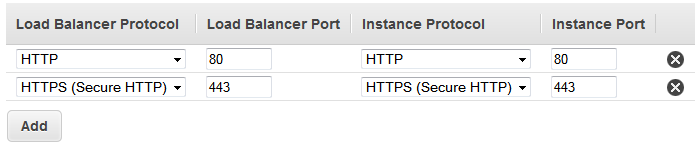 Load Balancer Protocol Load Balancer Port Instance Protocol Instance Port
HTTP 80 HTTP 80
HTTPS (Secure HTTP) 443 HTTPS (Secure HTTP) 443
Add